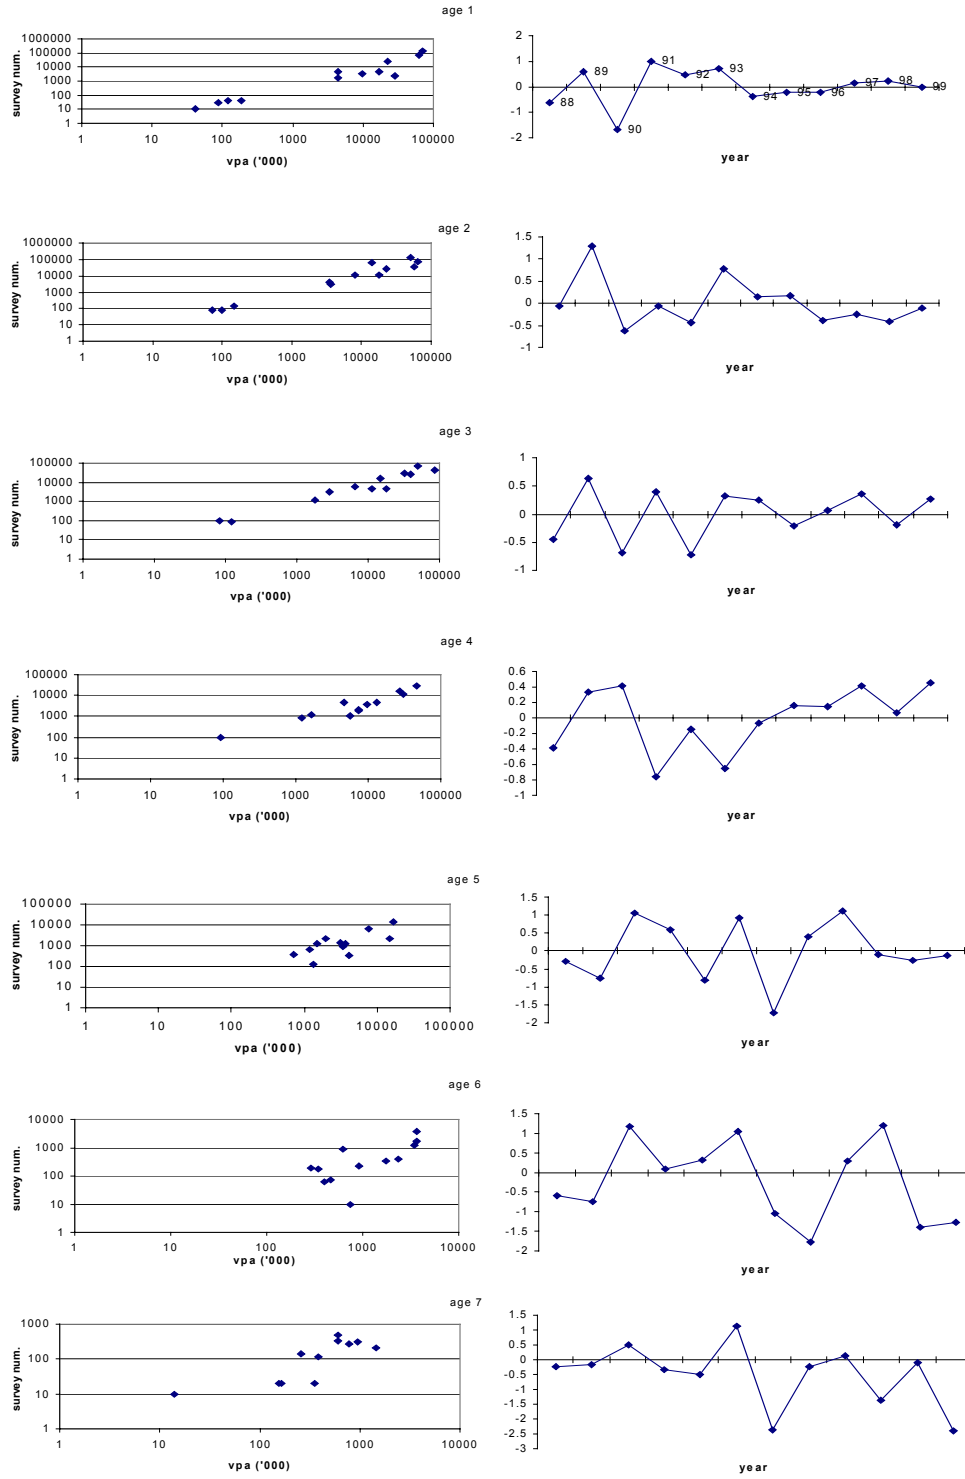 age 1
1000000
100000
10000
1000
100
10
1
survey num.
1 10 100 1000 10000 100000
vpa ('000)
2
1
0
-1
-2
88 89 90 91 92 93 94 95 96 97 98 99
year
age 2
1000000
100000
10000
1000
100
10
1
survey num.
1 10 100 1000 10000 100000
vpa ('000)
1.5
1
0.5
0
-0.5
-1
year
age 3
100000
10000
1000
100
10
1
survey num.
1 10 100 1000 10000 100000
vpa ('000)
1
0.5
0
-0.5
-1
year
age 4
100000
10000
1000
100
10
1
survey num.
1 10 100 1000 10000 100000
vpa ('000)
0.6
0.4
0.2
0
-0.2
-0.4
-0.6
-0.8
-1
year
age 5
100000
10000
1000
100
10
1
survey num.
1 10 100 1000 10000 100000
vpa ('000)
1.5
1
0.5
0
-0.5
-1
-1.5
-2
year
age 6
10000
1000
100
10
1
survey num.
1 10 100 1000 10000
vpa ('000)
1.5
1
0.5
0
-0.5
-1
-1.5
-2
year
age 7
1000
100
10
1
survey num.
1 10 100 1000 10000
vpa ('000)
1.5
1
0.5
0
-0.5
-1
-1.5
-2
-2.5
-3
year